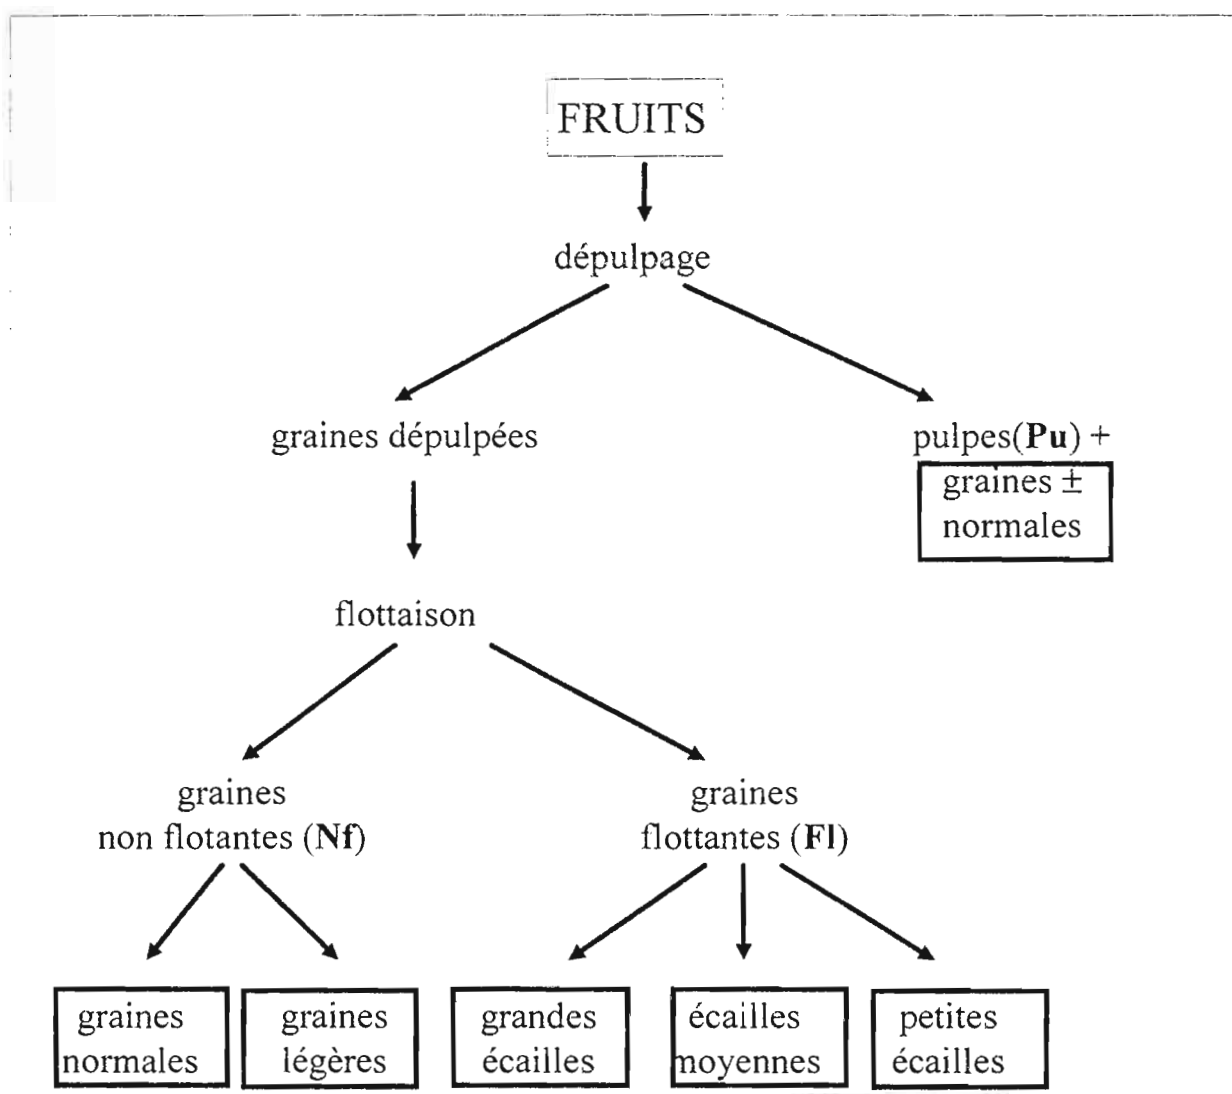 FRUITS
dépulpage
graines dépulpées
pulpes(Pu) +
graines ±
normales
flottaison
graines
non flotantes (Nf)
graines
flottantes (Fl)
graines
normales
graines
légères
grandes
écailles
écailles
moyennes
petites
écailles